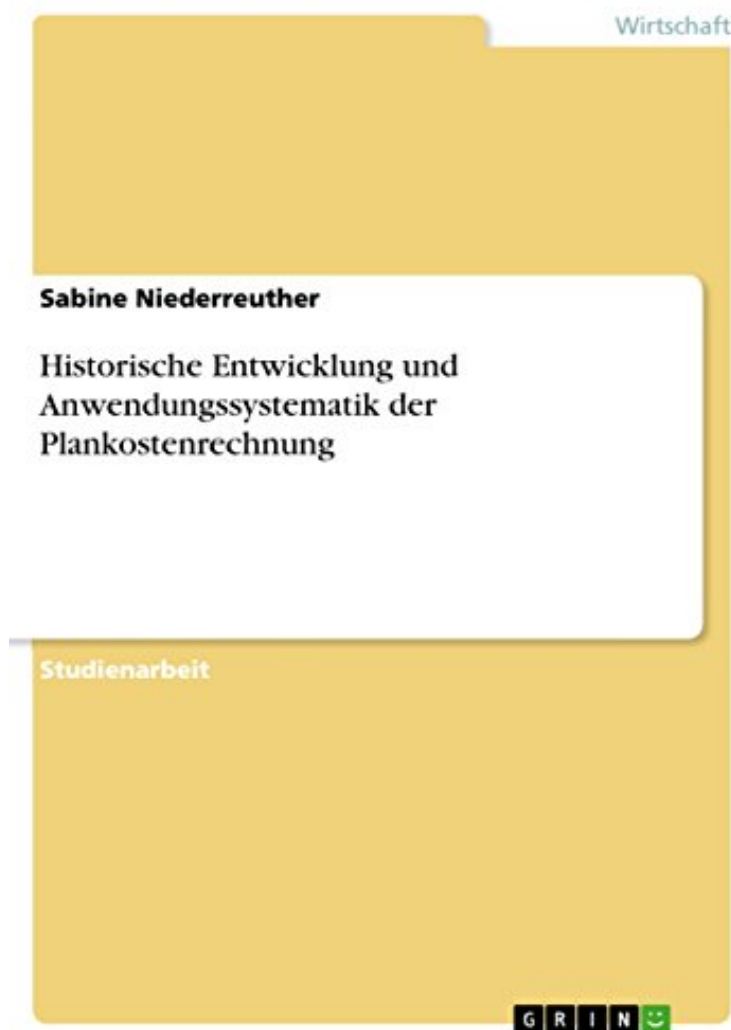 Wirtschaft
Sabine Niederreuther
Historische Entwicklung und
Anwendungssystematik der
Plankostenrechnung
Studienarbeit
GRIN